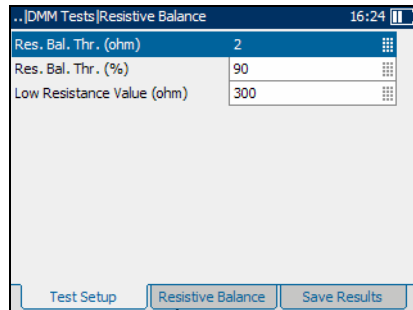 ..|DMM Tests|Resistive Balance 16:24
Res. Bal. Thr. (ohm) 2
Res. Bal. Thr. (%) 90
Low Resistance Value (ohm) 300
Test Setup Resistive Balance Save Results